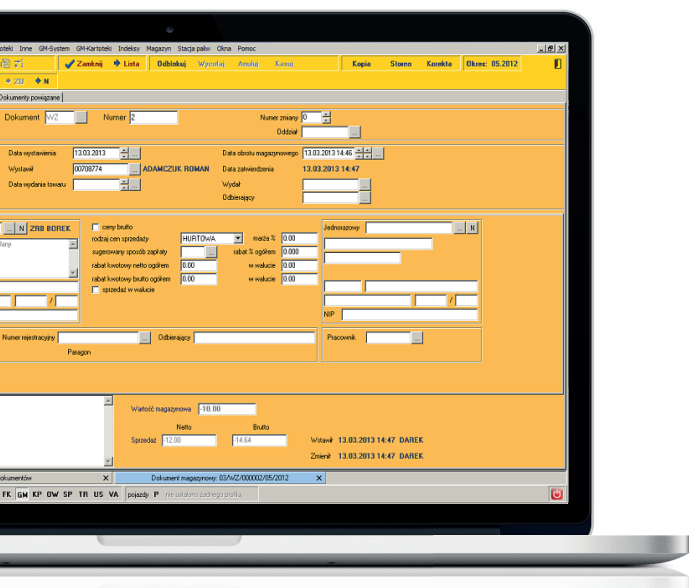 Inne GM-System GM-Kartoteki Indeksy Magazyn Stacja paliw Okna Pomoc
Zamknij Lista Odblokuj Wycofaj Anuluj Kasuj Kopia Storno Korekta Okres: 05.2012
ZB N
Dokumenty powiązane
Dokument WZ ... Numer 2 Numer zmiany 0
Oddział ...
Data wystawienia 13.03.2013 ... Data obrotu magazynowego 13.03.2013 14:46 ...
Wystawił 00708774 ... ADAMCZUK ROMAN Data zatwierdzenia 13.03.2013 14:47
Data wydania towaru ... Wydał ...
Odbierający ...
... N ZRB BOREK ceny brutto Jednorazowy ... N
rodzaj cen sprzedaży HURTOWA marża % 0.00
sugerowany sposób zapłaty ... rabat % ogółem 0.000
rabat kwotowy netto ogółem 0.00 w walucie 0.00
rabat kwotowy brutto ogółem 0.00 w walucie 0.00
/ sprzedaż w walucie /
NIP
Numer rejestracyjny ... Odbierający Pracownik ...
Paragon
Wartość magazynowa -10.00
Netto Brutto
Sprzedaż -12.00 -14.64 Wstawił 13.03.2013 14:47 DAREK
Zmienił 13.03.2013 14:47 DAREK
X Dokument magazynowy: 03/WZ/000002/05/2012 X
FK GM KP OW SP TR US VA pojazdy P nie ustalono żadnego profilu